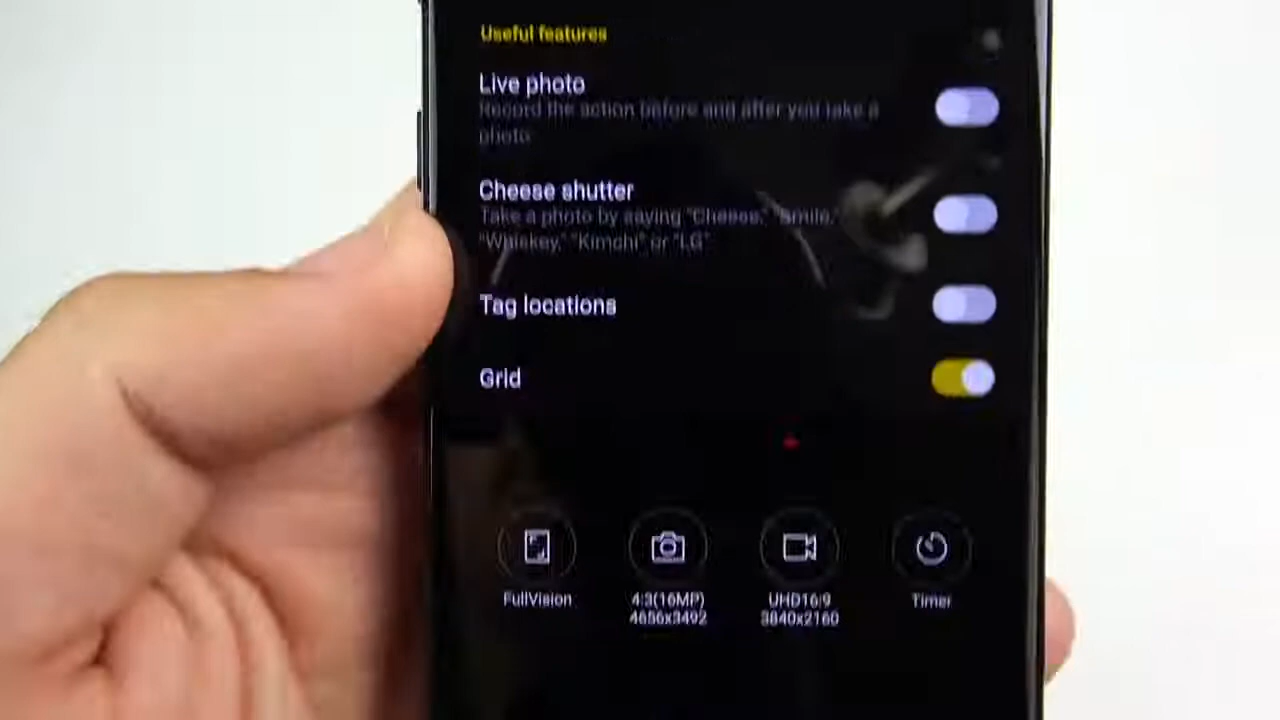 Useful features
Live photo
Record the action before and after you take a
photo
Cheese shutter
Take a photo by saying "Cheese," "Smile,"
"Whiskey," "Kimchi" or "LG"
Tag locations
Grid
FullVision
4:3(16MP)
4656x3492
UHD16:9
3840x2160
Timer